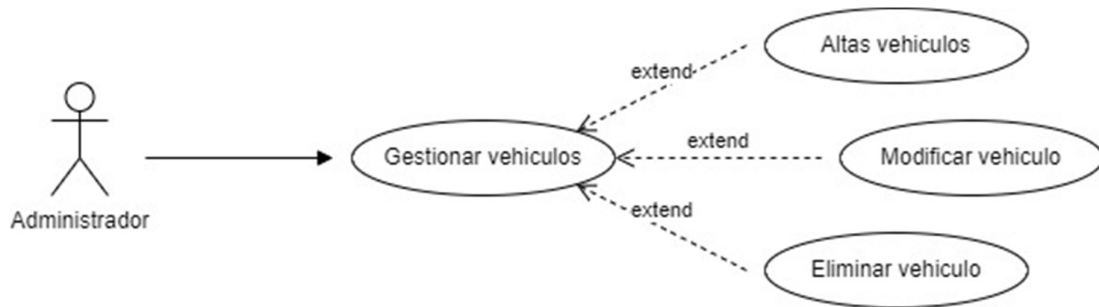 Altas vehiculos
extend
Gestionar vehiculos
extend
Modificar vehiculo
Administrador
extend
Eliminar vehiculo